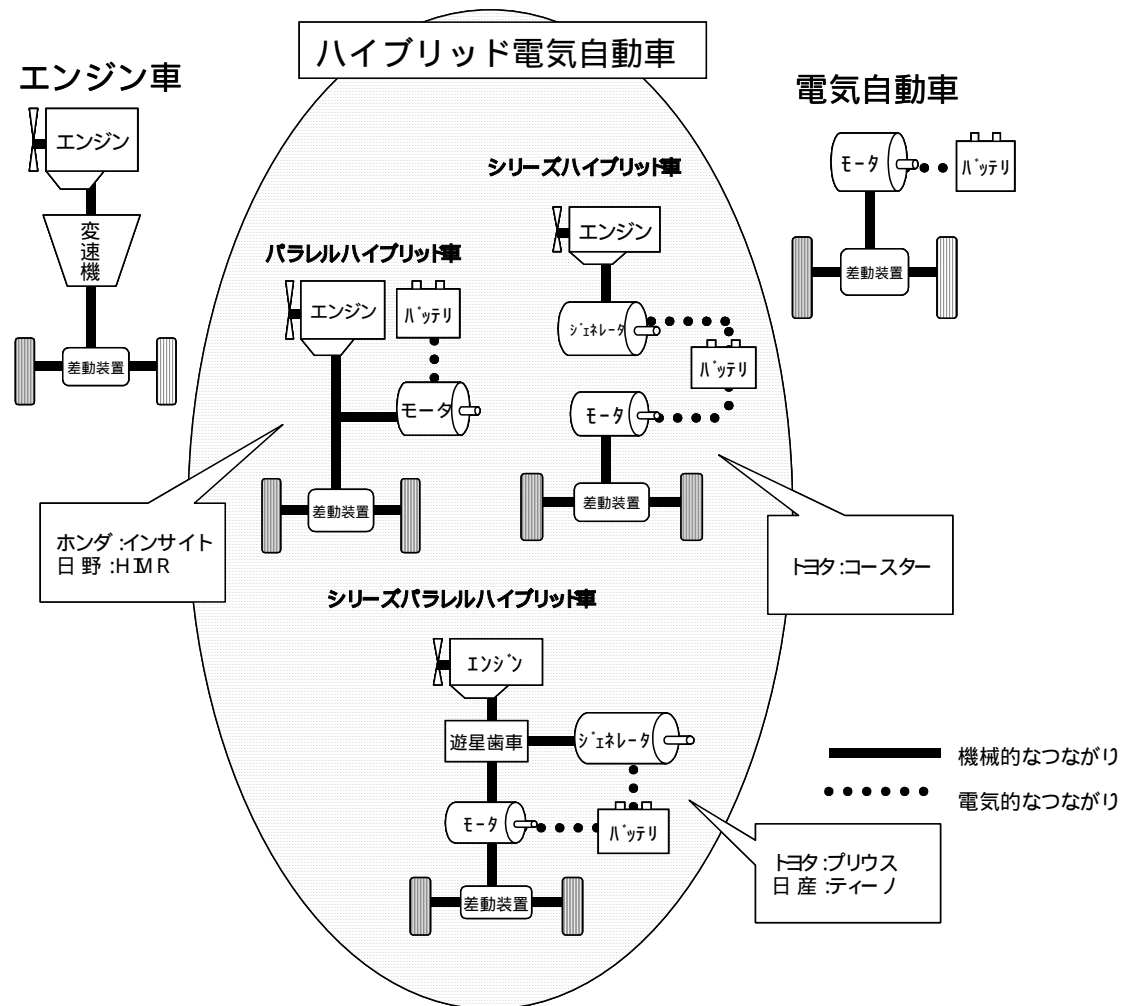 ハイブリッド電気自動車
エンジン車
エンジン
変速機
差動装置
電気自動車
モータ
バッテリ
差動装置
シリーズハイブリッド車
エンジン
ジェネレータ
バッテリ
モータ
差動装置
パラレルハイブリッド車
エンジン
バッテリ
モータ
差動装置
ホンダ:インサイト
日野:HIMR
トヨタ:コースター
シリーズパラレルハイブリッド車
エンジン
遊星歯車
ジェネレータ
モータ
バッテリ
差動装置
機械的なつながり
電気的なつながり
トヨタ:プリウス
日産:ティーノ